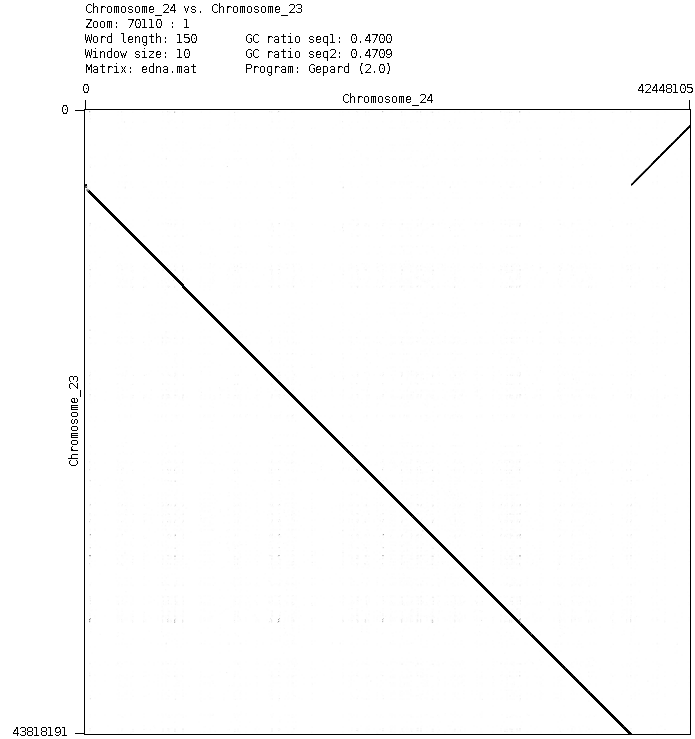 Chromosome_24 vs. Chromosome_23
Zoom: 70110 : 1
Word length: 150 GC ratio seq1: 0.4700
Window size: 10 GC ratio seq2: 0.4709
Matrix: edna.mat Program: Gepard (2.0)
0 42448105
Chromosome_24
0
Chromosome_23
43818191